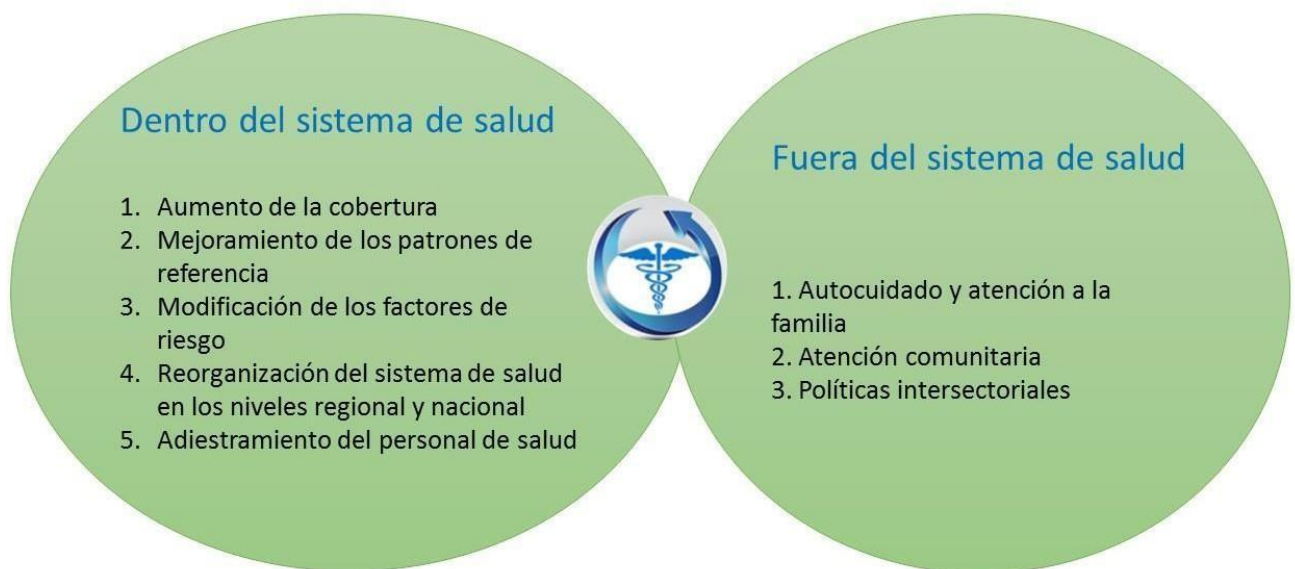 Dentro del sistema de salud
1. Aumento de la cobertura
2. Mejoramiento de los patrones de
referencia
3. Modificación de los factores de
riesgo
4. Reorganización del sistema de salud
en los niveles regional y nacional
5. Adiestramiento del personal de salud
Fuera del sistema de salud
1. Autocuidado y atención a la
familia
2. Atención comunitaria
3. Políticas intersectoriales